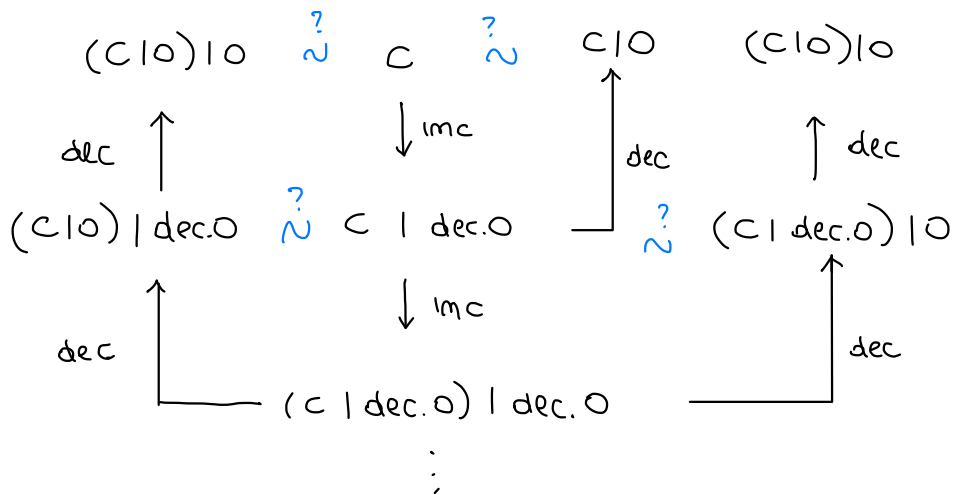 ? ?
(C|0)|0 ~ C ~ C|0 (C|0)|0
inc
dec dec dec
? ?
(C|0)|dec.0 ~ C | dec.0 ~ (C|dec.0)|0
inc
dec dec
(C|dec.0)|dec.0
⋮